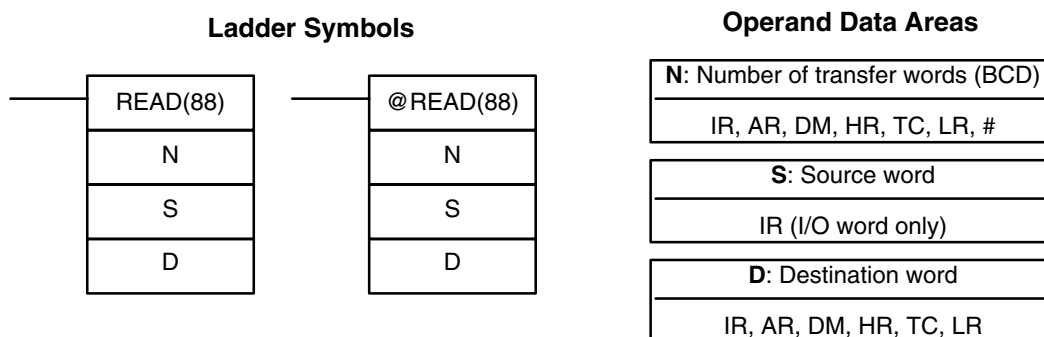 Ladder Symbols
READ(88)
N
S
D
@READ(88)
N
S
D
Operand Data Areas
N: Number of transfer words (BCD)
IR, AR, DM, HR, TC, LR, #
S: Source word
IR (I/O word only)
D: Destination word
IR, AR, DM, HR, TC, LR